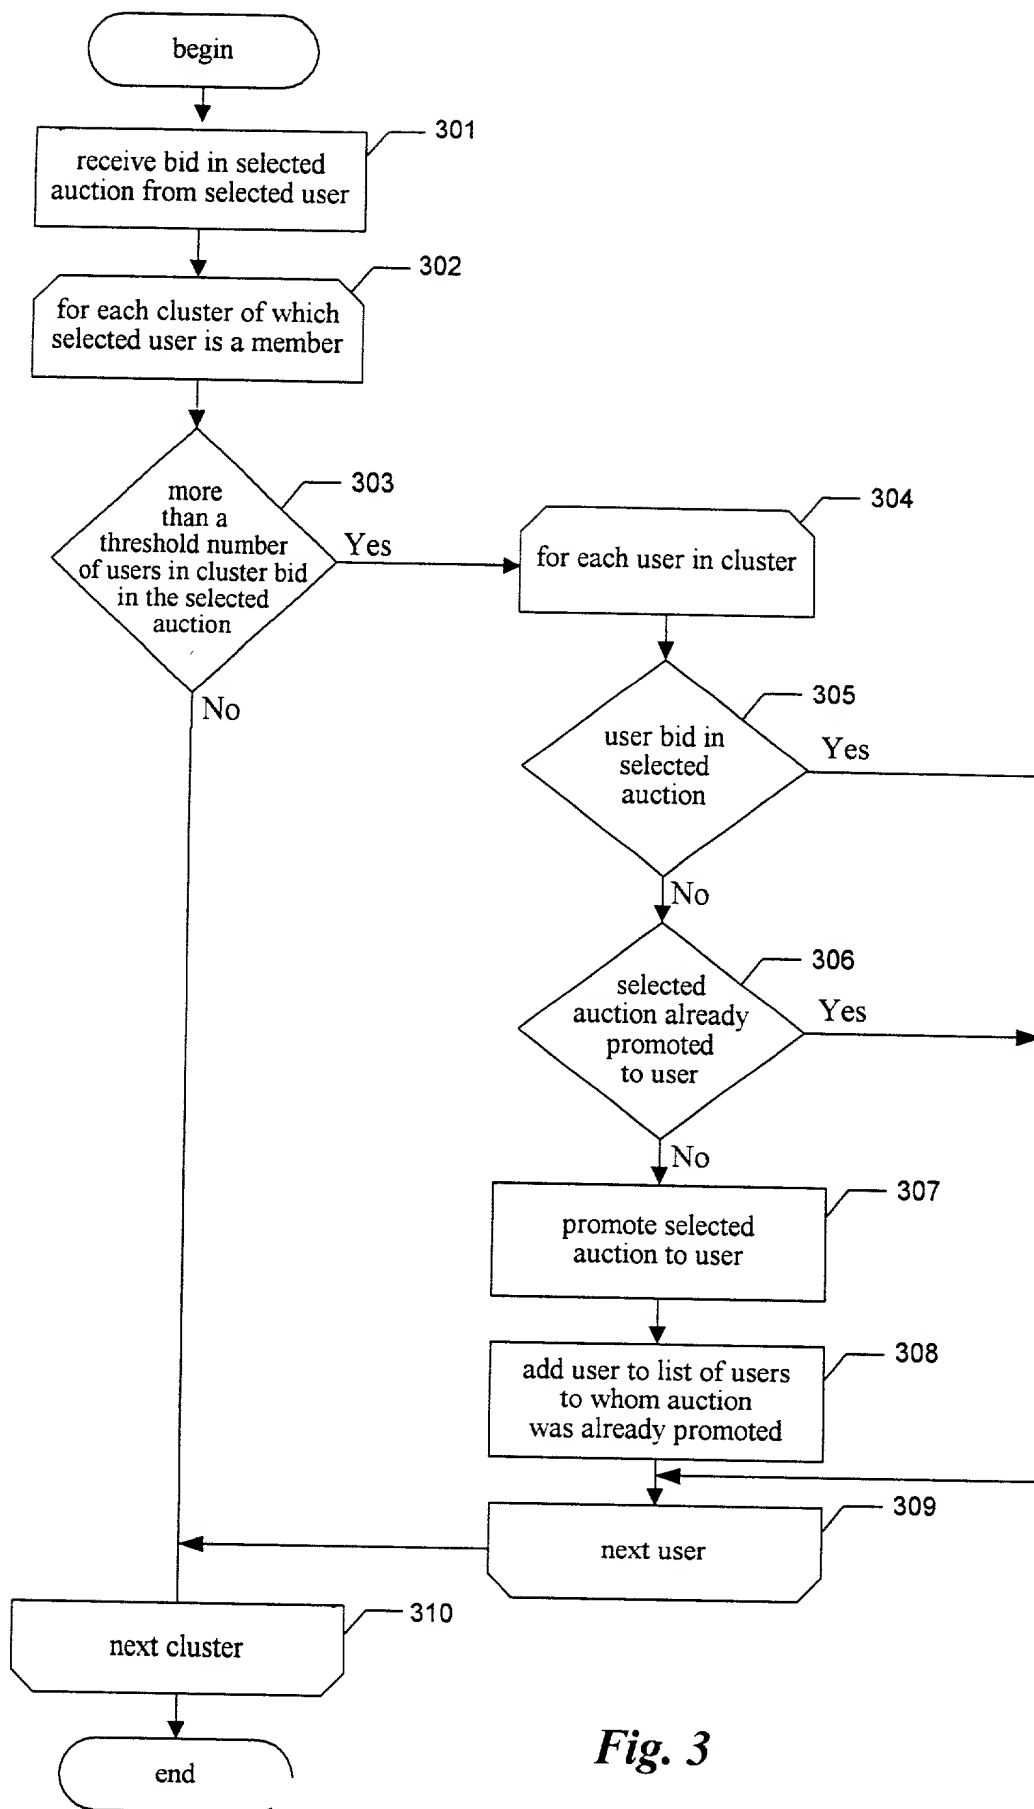 begin
301
receive bid in selected
auction from selected user
302
for each cluster of which
selected user is a member
303
more
than a
threshold number
of users in cluster bid
in the selected
auction
Yes
No
304
for each user in cluster
305
user bid in
selected
auction
Yes
No
306
selected
auction already
promoted
to user
Yes
No
307
promote selected
auction to user
308
add user to list of users
to whom auction
was already promoted
309
next user
310
next cluster
end
Fig. 3